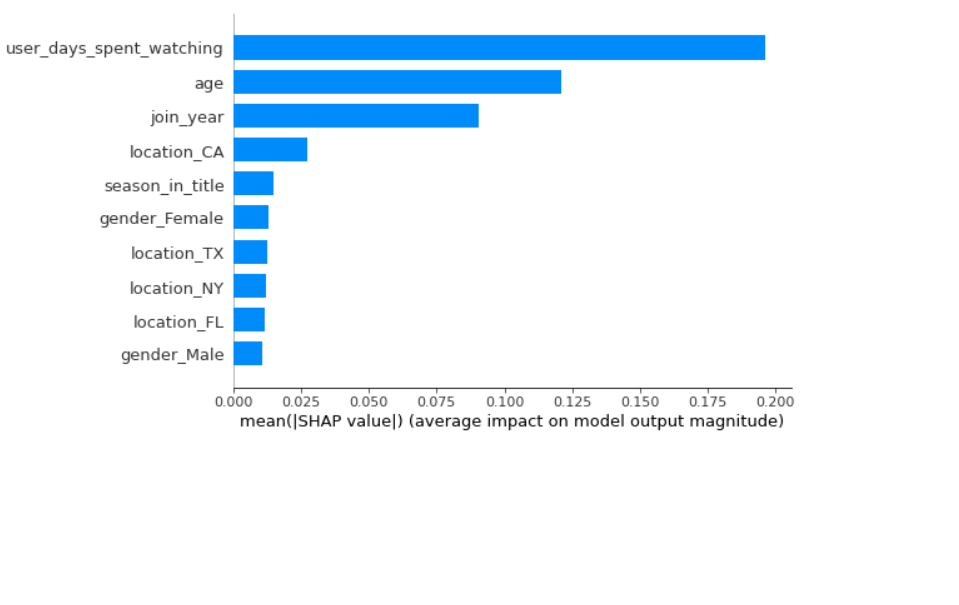 user_days_spent_watching
age
join_year
location_CA
season_in_title
gender_Female
location_TX
location_NY
location_FL
gender_Male
0.000 0.025 0.050 0.075 0.100 0.125 0.150 0.175 0.200
mean(|SHAP value|) (average impact on model output magnitude)